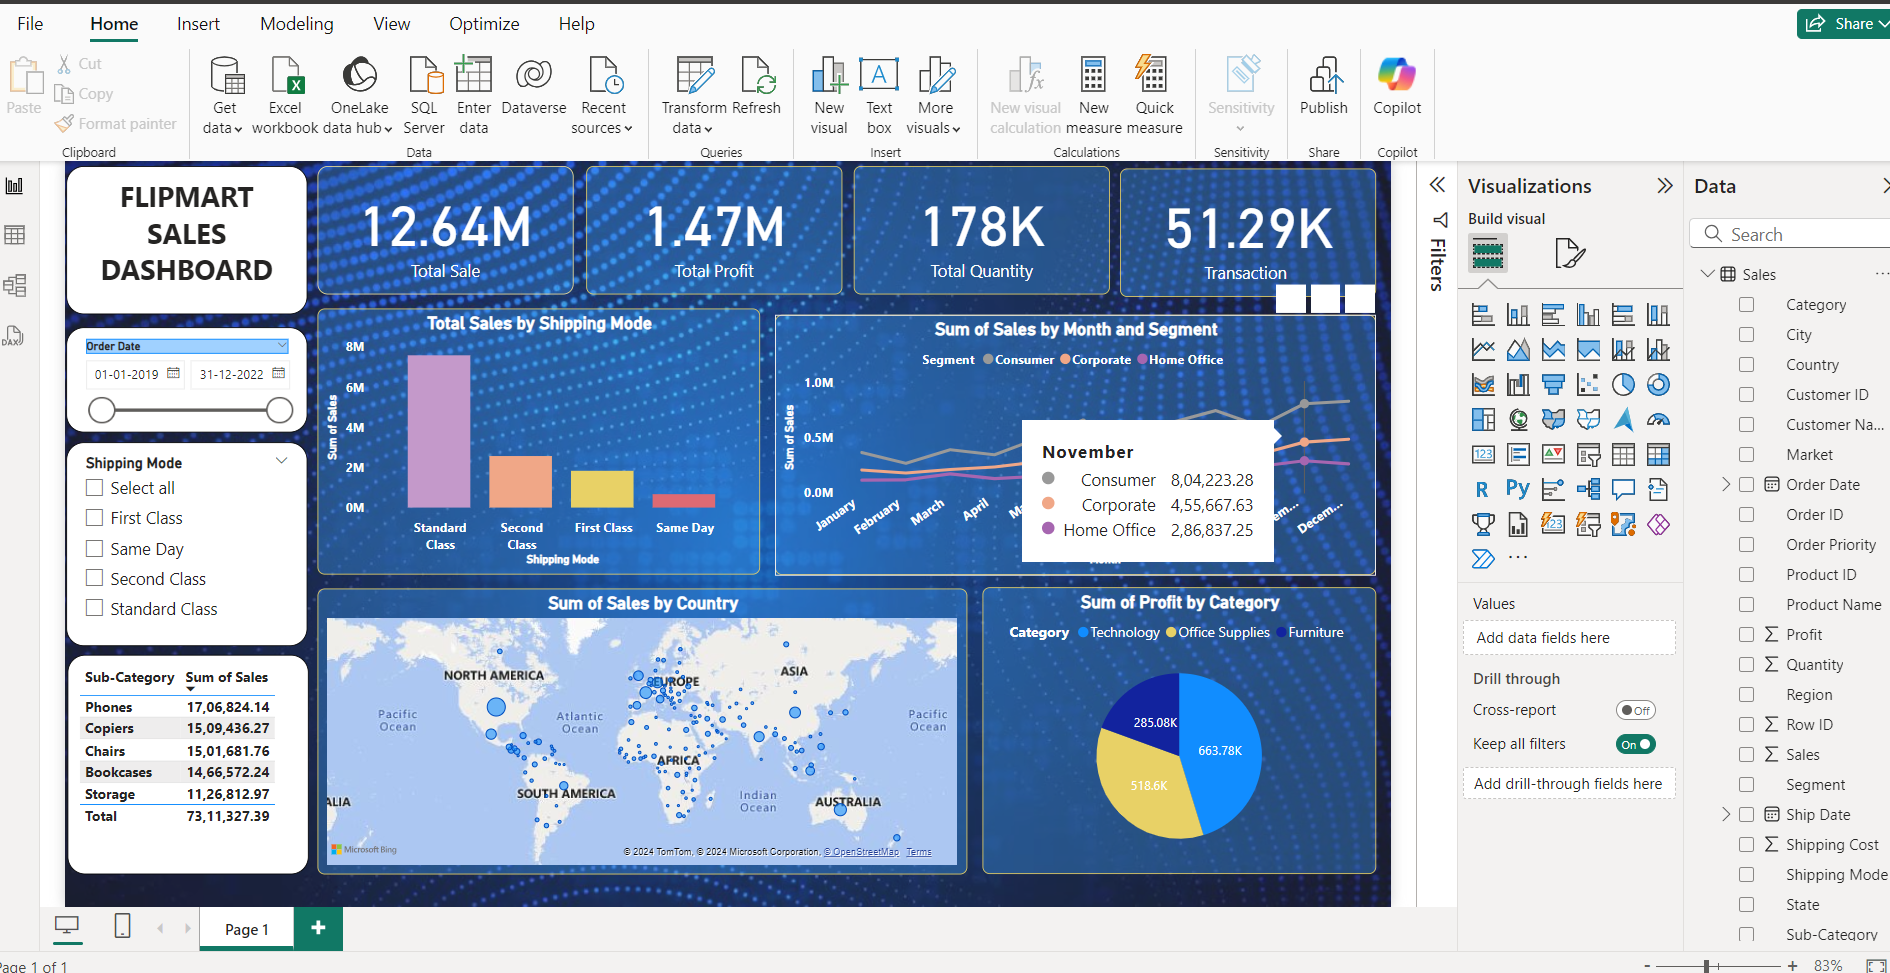 File Home Insert Modeling View Optimize Help
Share
Paste
Cut
Copy
Format painter
Clipboard
Get data
Excel workbook
OneLake data hub
SQL Server
Enter data
Dataverse
Recent sources
Data
Transform data
Refresh
Queries
New visual
Text box
More visuals
Insert
New visual calculation
New measure
Quick measure
Calculations
Sensitivity
Sensitivity
Publish
Share
Copilot
Copilot
FLIPMART
SALES
DASHBOARD
12.64M
Total Sale
1.47M
Total Profit
178K
Total Quantity
51.29K
Transaction
Order Date
01-01-2019 31-12-2022
Shipping Mode
Select all
First Class
Same Day
Second Class
Standard Class
Sub-Category Sum of Sales
Phones 17,06,824.14
Copiers 15,09,436.27
Chairs 15,01,681.76
Bookcases 14,66,572.24
Storage 11,26,812.97
Total 73,11,327.39
Total Sales by Shipping Mode
Sum of Sales
8M
6M
4M
2M
0M
Standard Class
Second Class
First Class
Same Day
Shipping Mode
Sum of Sales by Month and Segment
Segment Consumer Corporate Home Office
Sum of Sales
1.0M
0.5M
0.0M
January
February
March
April
Decem...
November
Consumer 8,04,223.28
Corporate 4,55,667.63
Home Office 2,86,837.25
Sum of Sales by Country
NORTH AMERICA
EUROPE
ASIA
Pacific Ocean
Atlantic Ocean
Pacific Ocean
AFRICA
SOUTH AMERICA
Indian Ocean
AUSTRALIA
ALIA
Microsoft Bing
© 2024 TomTom, © 2024 Microsoft Corporation, © OpenStreetMap Terms
Sum of Profit by Category
Category Technology Office Supplies Furniture
285.08K
663.78K
518.6K
Filters
Visualizations
Build visual
123
R
Py
123
...
Values
Add data fields here
Drill through
Cross-report Off
Keep all filters On
Add drill-through fields here
Data
Search
Sales ...
Category
City
Country
Customer ID
Customer Na...
Market
Order Date
Order ID
Order Priority
Product ID
Product Name
Profit
Quantity
Region
Row ID
Sales
Segment
Ship Date
Shipping Cost
Shipping Mode
State
Sub-Category
DAX
Page 1
+
Page 1 of 1
- + 83%